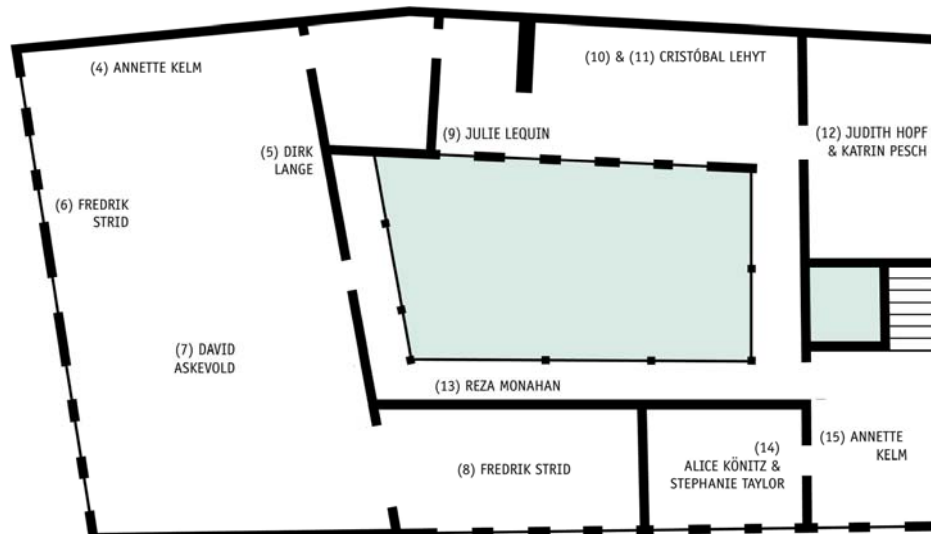 (4) ANNETTE KELM
(5) DIRK
LANGE
(6) FREDRIK
STRID
(7) DAVID
ASKEVOLD
(8) FREDRIK STRID
(9) JULIE LEQUIN
(10) & (11) CRISTÓBAL LEHYT
(12) JUDITH HOPF
& KATRIN PESCH
(13) REZA MONAHAN
(14)
ALICE KÖNITZ &
STEPHANIE TAYLOR
(15) ANNETTE
KELM